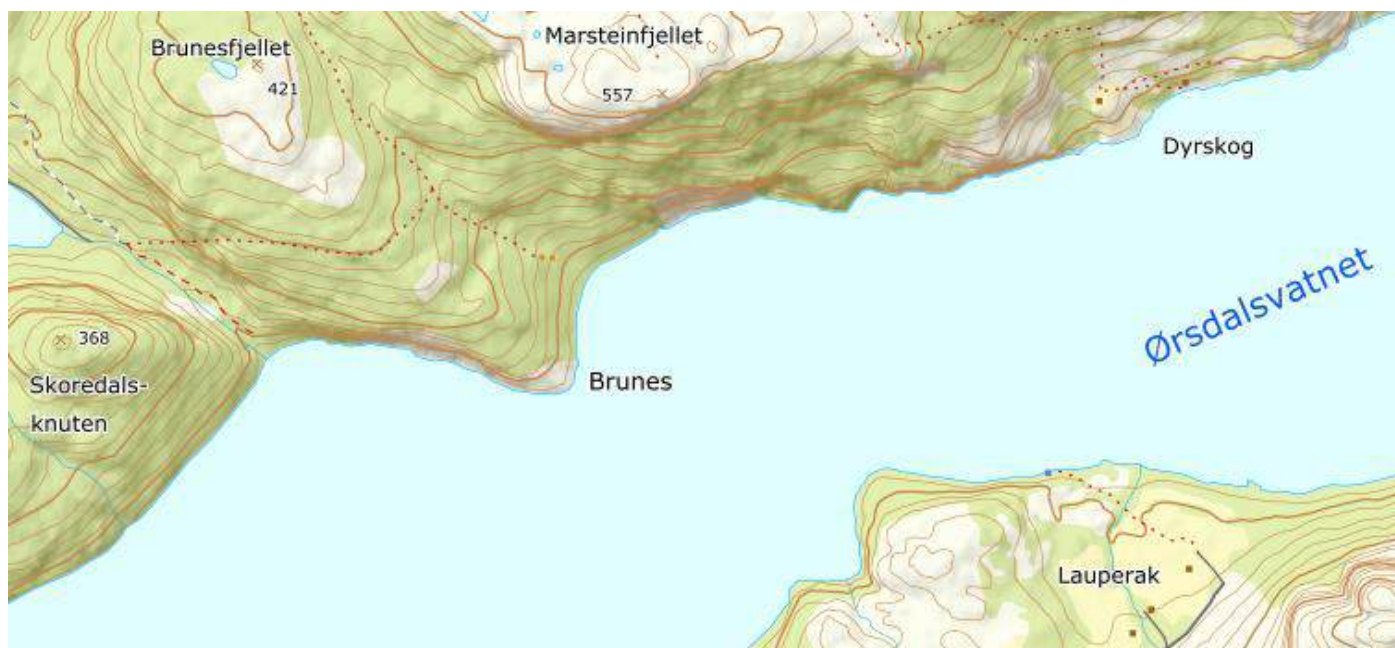 Marsteinfjellet
Brunesfjellet
421
557
Dyrskog
Ørsdalsvatnet
368
Skoredals-
knuten
Brunes
Lauperak